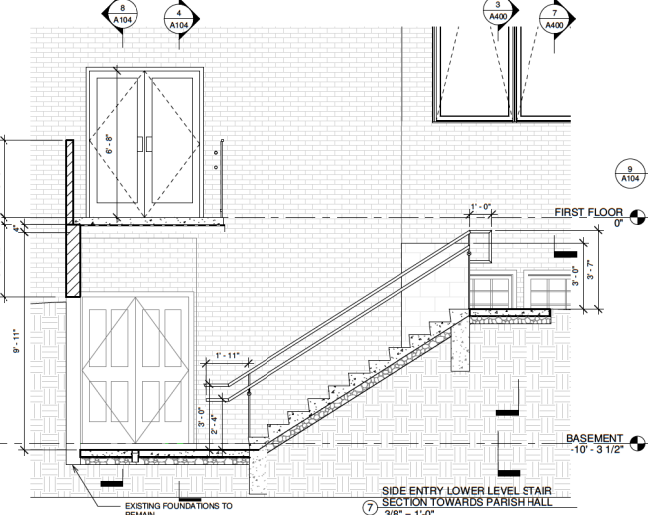 8
A104
4
A104
3
A400
7
A400
6' - 8"
9
A104
1' - 0"
FIRST FLOOR
0"
4"
3' - 0"
3' - 7"
9' - 11"
1' - 11"
3' - 0"
2' - 4"
BASEMENT
-10' - 3 1/2"
SIDE ENTRY LOWER LEVEL STAIR
7 SECTION TOWARDS PARISH HALL
3/8" = 1'-0"
EXISTING FOUNDATIONS TO
REMAIN